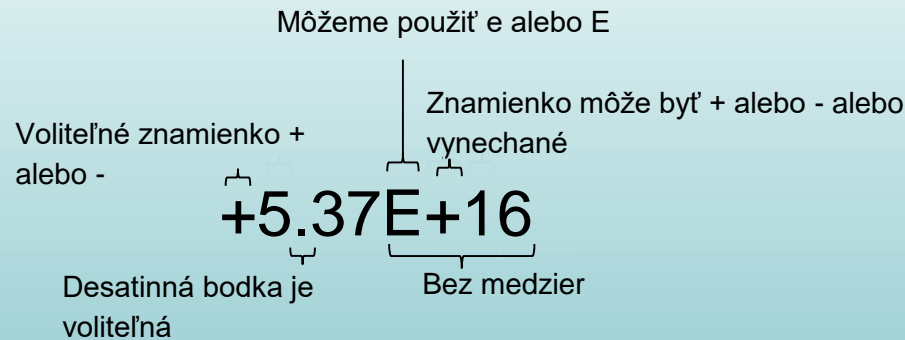 Môžeme použiť e alebo E
Znamienko môže byť + alebo - alebo
vynechané
Voliteľné znamienko +
alebo -
+5.37E+16
Desatinná bodka je
voliteľná
Bez medzier